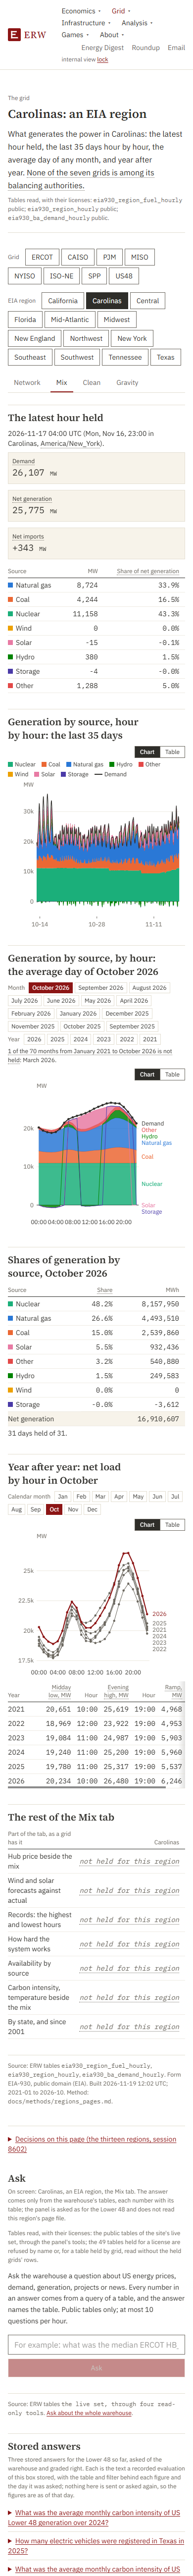 E ERW
Economics Grid
Infrastructure Analysis
Games About
Energy Digest Roundup Email
internal view lock
The grid
Carolinas: an EIA region
What generates the power in Carolinas: the latest
hour held, the last 35 days hour by hour, the
average day of any month, and year after
year. None of the seven grids is among its
balancing authorities.
Tables read, with their licenses: eia930_region_fuel_hourly
public; eia930_region_hourly public;
eia930_ba_demand_hourly public.
Grid ERCOT CAISO PJM MISO
NYISO ISO-NE SPP US48
EIA region California Carolinas Central
Florida Mid-Atlantic Midwest
New England Northwest New York
Southeast Southwest Tennessee Texas
Network Mix Clean Gravity
The latest hour held
2026-11-17 04:00 UTC (Mon, Nov 16, 23:00 in
Carolinas, America/New_York).
Demand
26,107 MW
Net generation
25,775 MW
Net imports
+343 MW
Source MW Share of net generation
Natural gas 8,724 33.9%
Coal 4,244 16.5%
Nuclear 11,158 43.3%
Wind 0 0.0%
Solar -15 -0.1%
Hydro 380 1.5%
Storage -4 -0.0%
Other 1,288 5.0%
Generation by source, hour
by hour: the last 35 days
Chart Table
Nuclear Coal Natural gas Hydro Other
Wind Solar Storage Demand
MW
30k
20k
10k
0
10-14 10-28 11-11
Generation by source, by hour:
the average day of October 2026
Month October 2026 September 2026 August 2026
July 2026 June 2026 May 2026 April 2026
February 2026 January 2026 December 2025
November 2025 October 2025 September 2025
Year 2026 2025 2024 2023 2022 2021
1 of the 70 months from January 2021 to October 2026 is not
held: March 2026.
Chart Table
MW
20k
10k
0
Demand
Other
Hydro
Natural gas
Coal
Nuclear
Solar
Storage
00:00 04:00 08:00 12:00 16:00 20:00
Shares of generation by
source, October 2026
Source Share MWh
Nuclear 48.2% 8,157,950
Natural gas 26.6% 4,493,510
Coal 15.0% 2,539,860
Solar 5.5% 932,436
Other 3.2% 540,880
Hydro 1.5% 249,583
Wind 0.0% 0
Storage -0.0% -3,612
Net generation 16,910,607
31 days held of 31.
Year after year: net load
by hour in October
Calendar month Jan Feb Mar Apr May Jun Jul
Aug Sep Oct Nov Dec
Chart Table
MW
25k
22.5k
20k
17.5k
2026
2025
2021
2024
2023
2022
00:00 04:00 08:00 12:00 16:00 20:00
Year Midday low, MW Hour Evening high, MW Hour Ramp, MW
2021 20,651 10:00 25,619 19:00 4,968
2022 18,969 12:00 23,922 19:00 4,953
2023 19,084 11:00 24,987 19:00 5,903
2024 19,240 11:00 25,200 19:00 5,960
2025 19,780 11:00 25,317 19:00 5,537
2026 20,234 10:00 26,480 19:00 6,246
The rest of the Mix tab
Part of the tab, as a grid
has it Carolinas
Hub price beside the
mix not held for this region
Wind and solar
forecasts against
actual not held for this region
Records: the highest
and lowest hours not held for this region
How hard the
system works not held for this region
Availability by
source not held for this region
Carbon intensity,
temperature beside
the mix not held for this region
By state, and since
2001 not held for this region
Source: ERW tables eia930_region_fuel_hourly,
eia930_region_hourly, eia930_ba_demand_hourly. Form
EIA-930, public domain (EIA). Built 2026-11-19 12:02 UTC;
2021-01 to 2026-10. Method:
docs/methods/regions_pages.md.
Decisions on this page (the thirteen regions, session
8602)
Ask
On screen: Carolinas, an EIA region, the Mix tab. The answer
comes only from the warehouse's tables, each number with its
table; the panel is asked as for the Lower 48 and does not read
this region's page file.
Tables read, with their licenses: the public tables of the site's live
set, through the panel's tools; the 49 tables held for a license are
refused by name or, for a table held by grid, read without the held
grids' rows.
Ask the warehouse a question about US energy prices,
demand, generation, projects or news. Every number in
an answer comes from a query of a table, and the answer
names the table. Public tables only; at most 10
questions per hour.
For example: what was the median ERCOT HB_
Ask
Source: ERW tables the live set, through four read-
only tools. Ask about the whole warehouse.
Stored answers
Three stored answers for the Lower 48 so far, asked of the
warehouse and graded right. Each is the text a recorded evaluation
of this box stored, with the table and filter behind each figure and
the day it was asked; nothing here is sent or asked again, so the
figures are as of that day.
What was the average monthly carbon intensity of US
Lower 48 generation over 2024?
How many electric vehicles were registered in Texas in
2025?
What was the average monthly carbon intensity of US